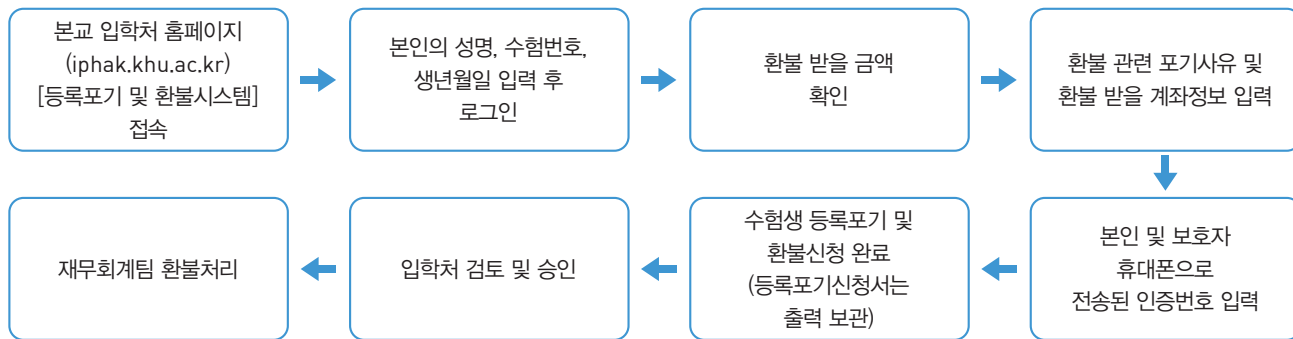 본교 입학처 홈페이지
(iphak.khu.ac.kr)
[등록포기 및 환불시스템]
접속
본인의 성명, 수험번호,
생년월일 입력 후
로그인
환불 받을 금액
확인
환불 관련 포기사유 및
환불 받을 계좌정보 입력
본인 및 보호자
휴대폰으로
전송된 인증번호 입력
수험생 등록포기 및
환불신청 완료
(등록포기신청서는
출력 보관)
입학처 검토 및 승인
재무회계팀 환불처리